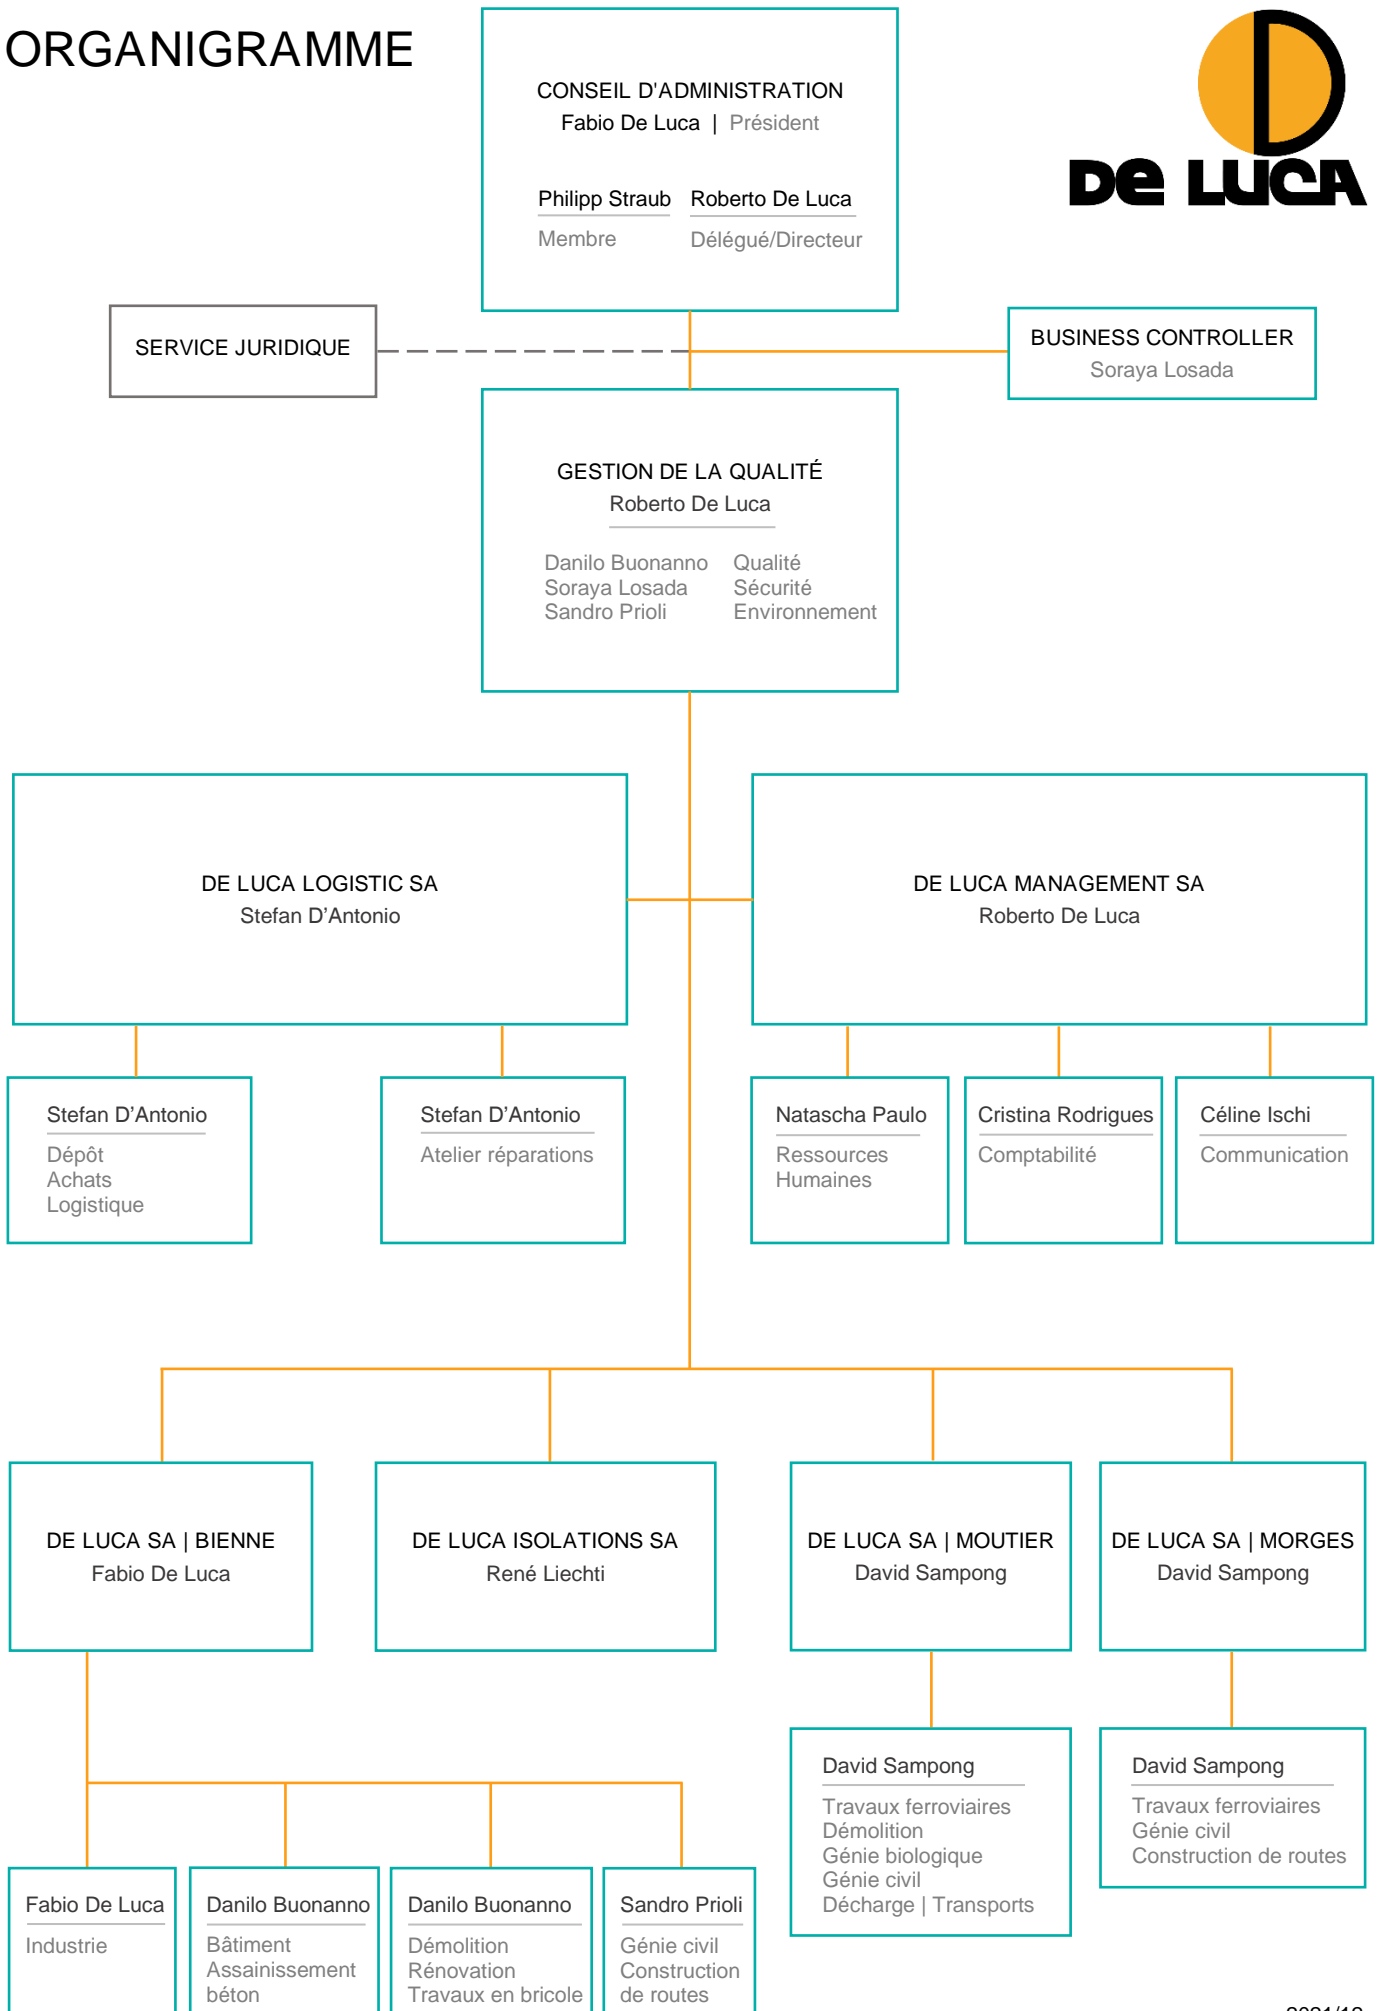 ORGANIGRAMME
DE LUCA
CONSEIL D'ADMINISTRATION
Fabio De Luca | Président
Philipp Straub Roberto De Luca
Membre Délégué/Directeur
SERVICE JURIDIQUE
BUSINESS CONTROLLER
Soraya Losada
GESTION DE LA QUALITÉ
Roberto De Luca
Danilo Buonanno Qualité
Soraya Losada Sécurité
Sandro Prioli Environnement
DE LUCA LOGISTIC SA
Stefan D’Antonio
DE LUCA MANAGEMENT SA
Roberto De Luca
Stefan D’Antonio
Dépôt
Achats
Logistique
Stefan D’Antonio
Atelier réparations
Natascha Paulo
Ressources
Humaines
Cristina Rodrigues
Comptabilité
Céline Ischi
Communication
DE LUCA SA | BIENNE
Fabio De Luca
DE LUCA ISOLATIONS SA
René Liechti
DE LUCA SA | MOUTIER
David Sampong
DE LUCA SA | MORGES
David Sampong
David Sampong
Travaux ferroviaires
Démolition
Génie biologique
Génie civil
Décharge | Transports
David Sampong
Travaux ferroviaires
Génie civil
Construction de routes
Fabio De Luca
Industrie
Danilo Buonanno
Bâtiment
Assainissement
béton
Danilo Buonanno
Démolition
Rénovation
Travaux en bricole
Sandro Prioli
Génie civil
Construction
de routes